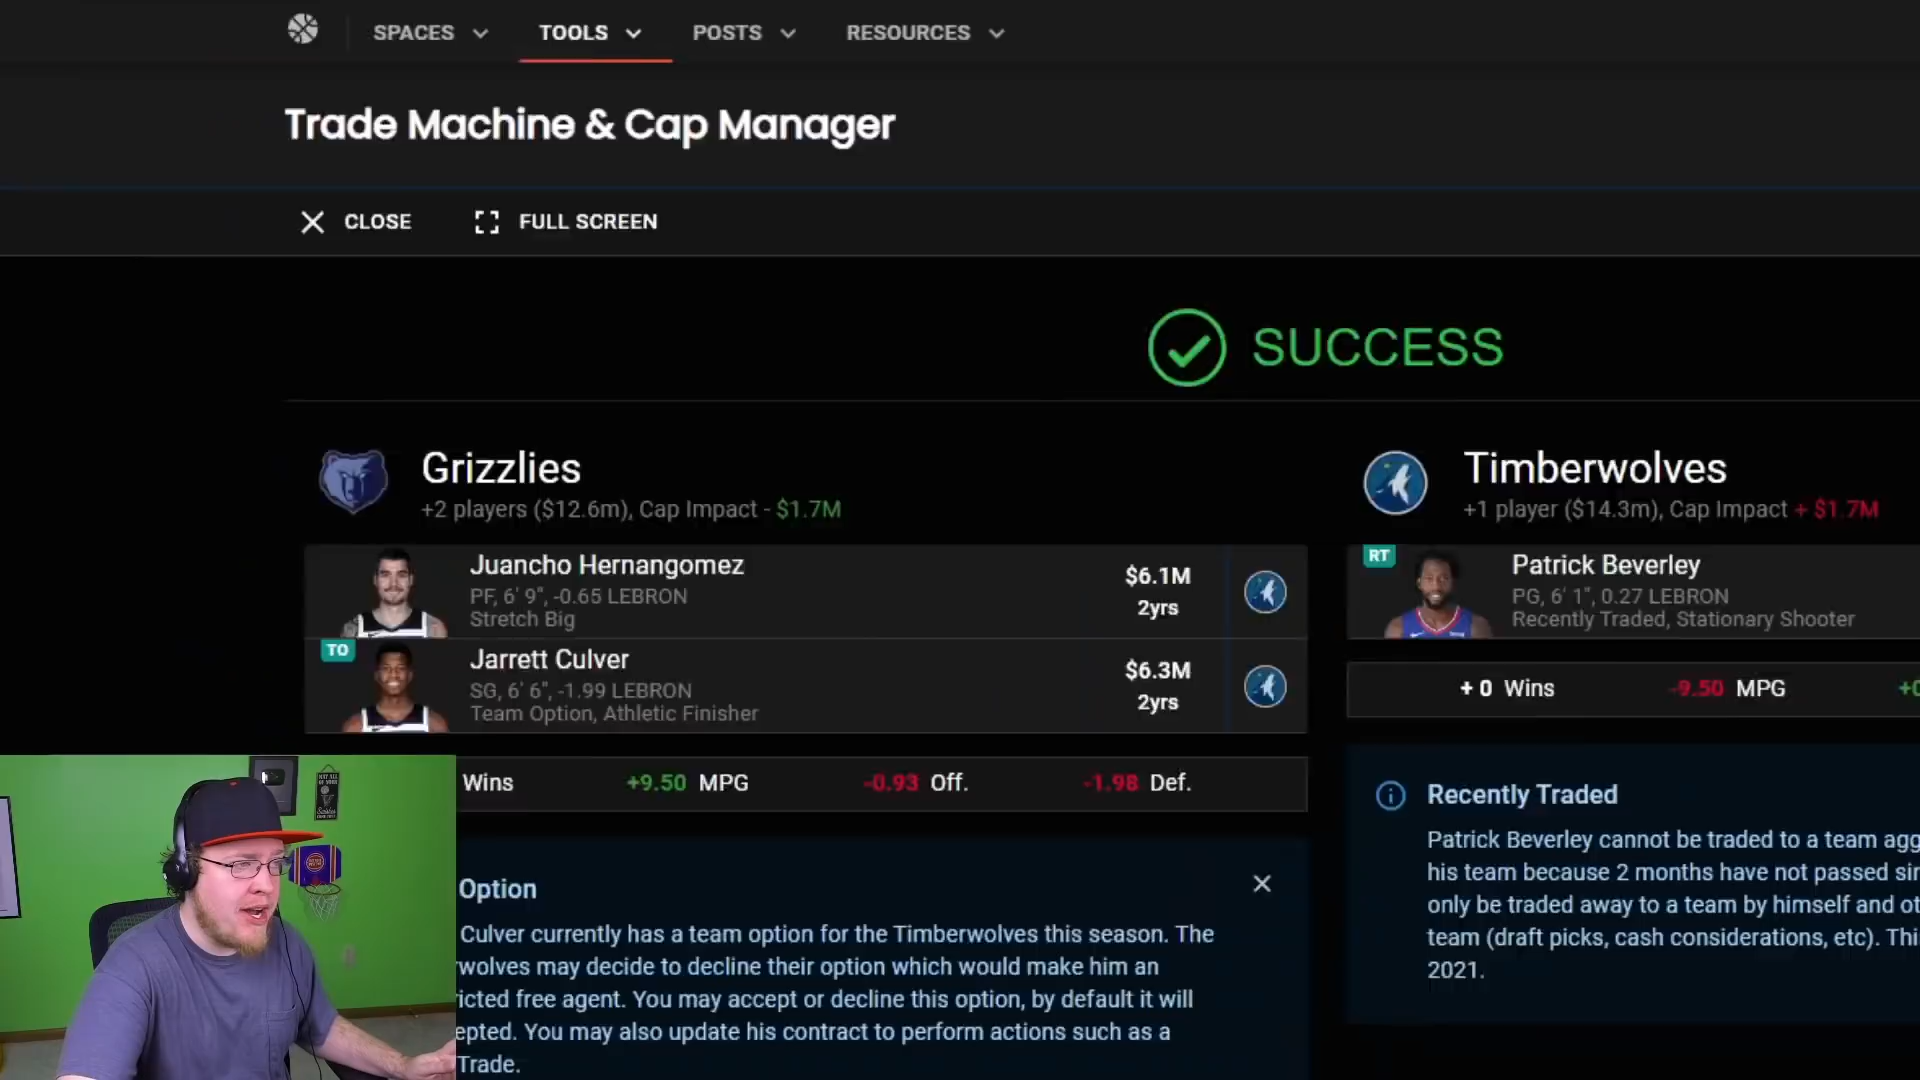 SPACES TOOLS POSTS RESOURCES
Trade Machine & Cap Manager
CLOSE FULL SCREEN
SUCCESS
Grizzlies
+2 players ($12.6m), Cap Impact - $1.7M
Juancho Hernangomez
PF, 6' 9", -0.65 LEBRON
Stretch Big
$6.1M
2yrs
TO
Jarrett Culver
SG, 6' 6", -1.99 LEBRON
Team Option, Athletic Finisher
$6.3M
2yrs
Wins +9.50 MPG -0.93 Off. -1.98 Def.
Option
Culver currently has a team option for the Timberwolves this season. The
rwolves may decide to decline their option which would make him an
ricted free agent. You may accept or decline this option, by default it will
epted. You may also update his contract to perform actions such as a
Trade.
Timberwolves
+1 player ($14.3m), Cap Impact + $1.7M
RT
Patrick Beverley
PG, 6' 1", 0.27 LEBRON
Recently Traded, Stationary Shooter
+ 0 Wins -9.50 MPG
Recently Traded
Patrick Beverley cannot be traded to a team agg
his team because 2 months have not passed sin
only be traded away to a team by himself and ot
team (draft picks, cash considerations, etc). Thi
2021.